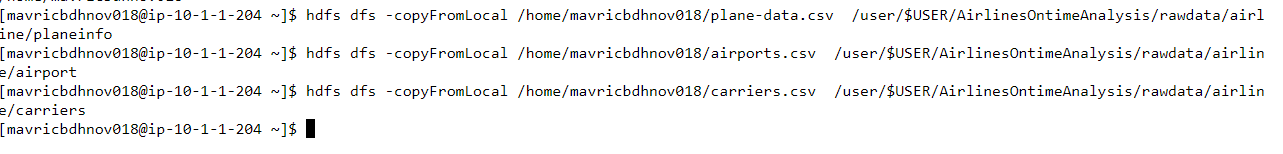 [mavricbdhnov018@ip-10-1-1-204 ~]$ hdfs dfs -copyFromLocal /home/mavricbdhnov018/plane-data.csv  /user/$USER/AirlinesOntimeAnalysis/rawdata/airl
ine/planeinfo
[mavricbdhnov018@ip-10-1-1-204 ~]$ hdfs dfs -copyFromLocal /home/mavricbdhnov018/airports.csv  /user/$USER/AirlinesOntimeAnalysis/rawdata/airlin
e/airport
[mavricbdhnov018@ip-10-1-1-204 ~]$ hdfs dfs -copyFromLocal /home/mavricbdhnov018/carriers.csv  /user/$USER/AirlinesOntimeAnalysis/rawdata/airlin
e/carriers
[mavricbdhnov018@ip-10-1-1-204 ~]$